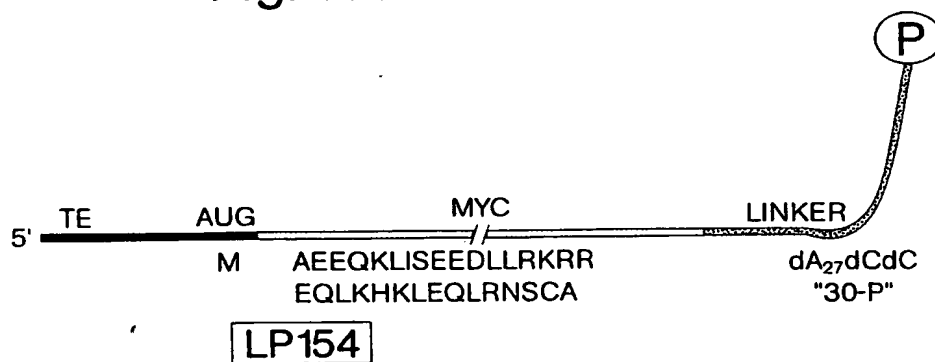 P
TE AUG MYC LINKER
5'
M AEEQKLISEEDLLRKRR dA27dCdC
EQLKHKLEQLRNSCA "30-P"
LP154